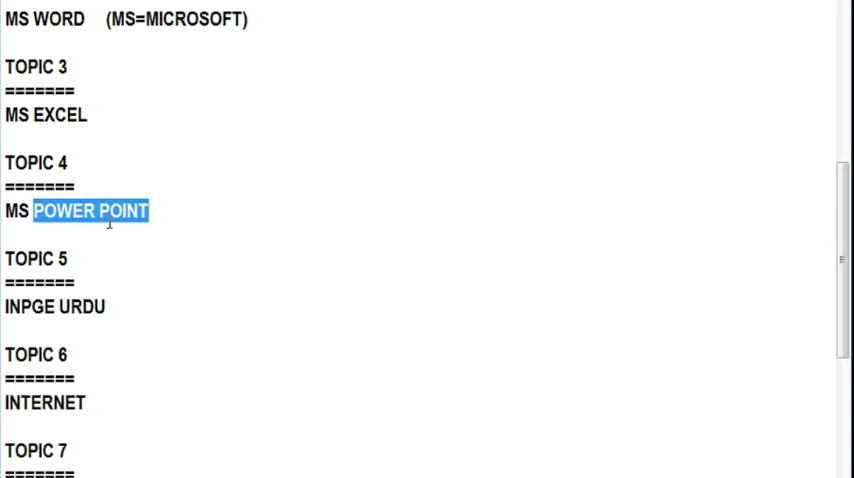 MS WORD (MS=MICROSOFT)
TOPIC 3
=======
MS EXCEL
TOPIC 4
=======
MS POWER POINT
TOPIC 5
=======
INPGE URDU
TOPIC 6
=======
INTERNET
TOPIC 7
=======